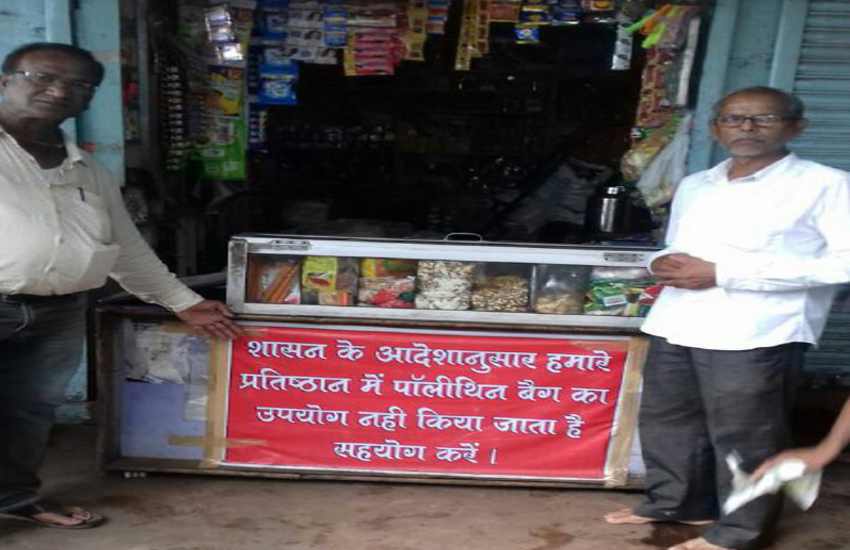 शासन के आदेशानुसार हमारे
प्रतिष्ठान में पॉलीथिन बैग का
उपयोग नही किया जाता है
सहयोग करें ।